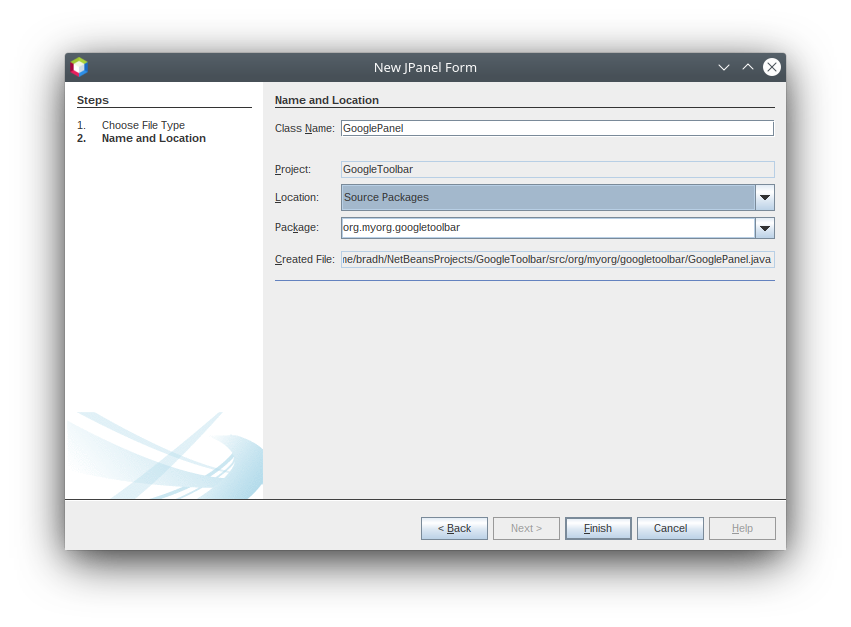 New JPanel Form
Steps
1. Choose File Type
2. Name and Location
Name and Location
Class Name: GooglePanel
Project: GoogleToolbar
Location: Source Packages
Package: org.myorg.googletoolbar
Created File: ne/bradh/NetBeansProjects/GoogleToolbar/src/org/myorg/googletoolbar/GooglePanel.java
< Back Next > Finish Cancel Help